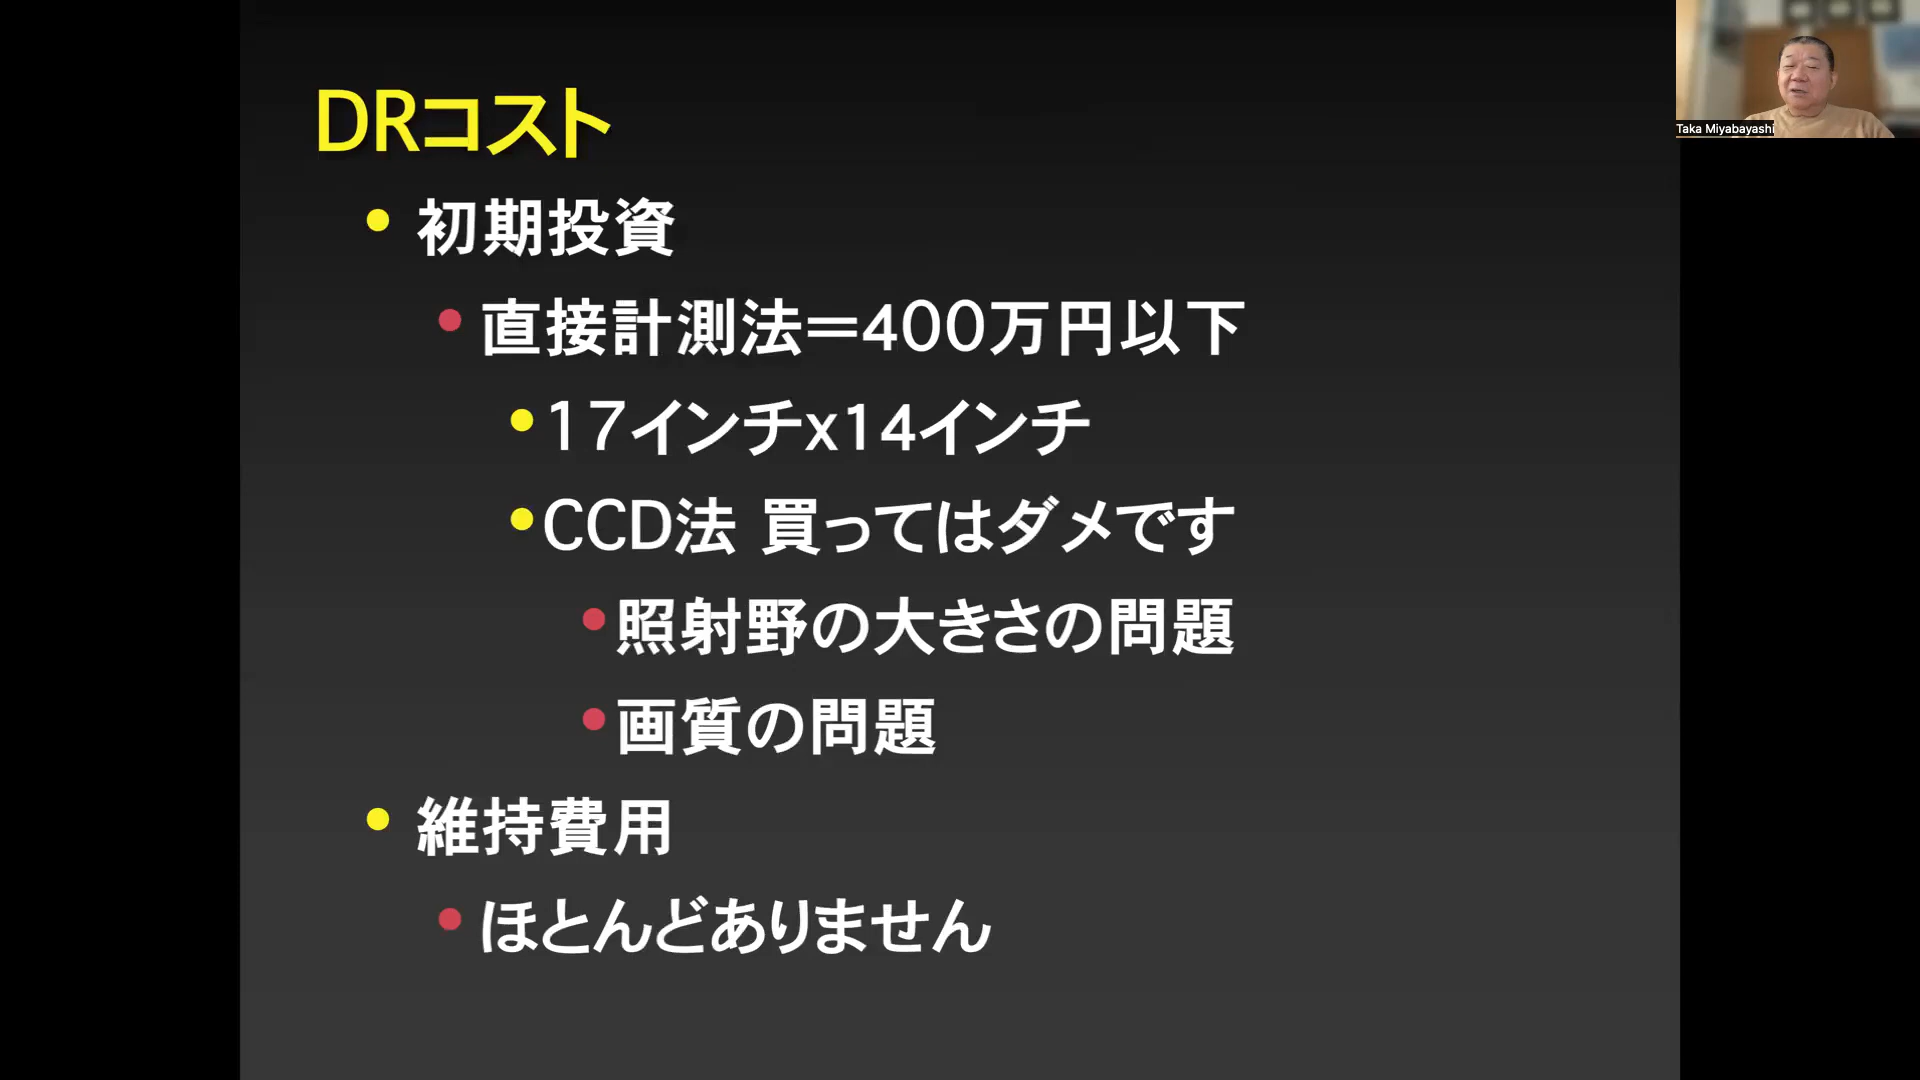 DRコスト
初期投資
直接計測法＝400万円以下
17インチx14インチ
CCD法 買ってはダメです
照射野の大きさの問題
画質の問題
維持費用
ほとんどありません
Taka Miyabayashi